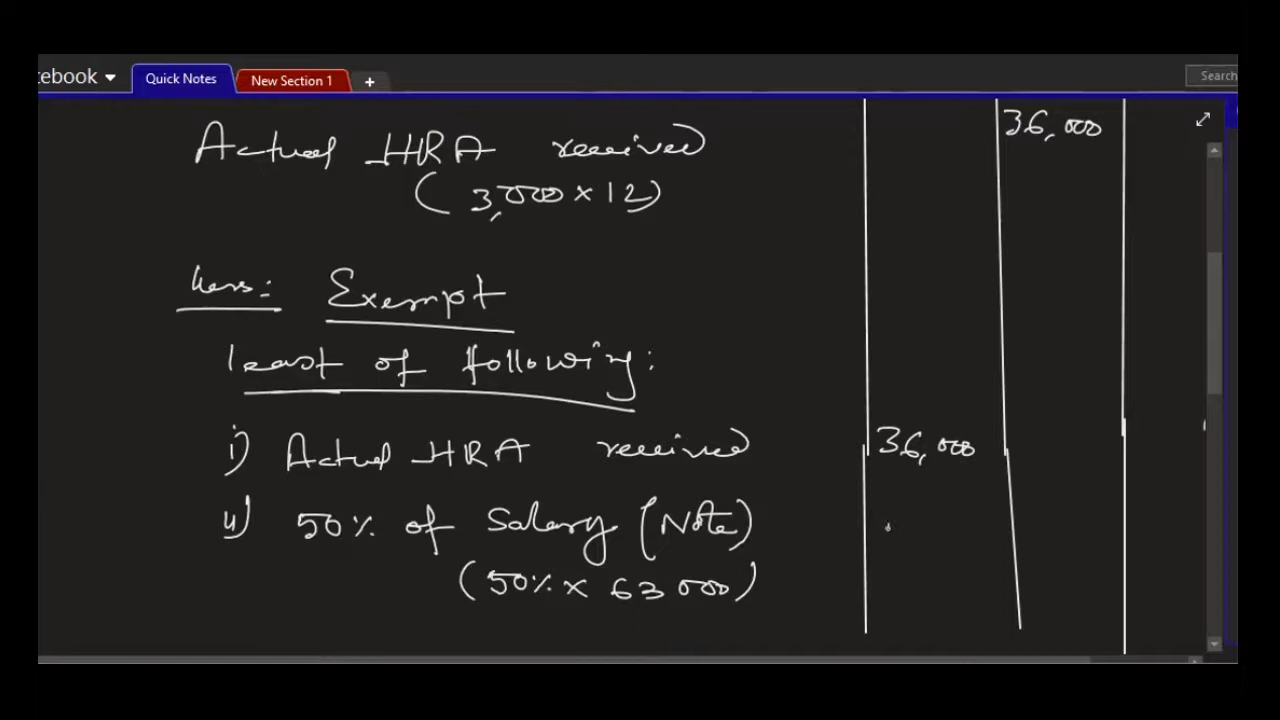 tebook
Quick Notes
New Section 1
+
Search
Actual HRA received
36,000
(3,000 × 12)
Less: Exempt
least of following:
i) Actual HRA received
36,000
ii) 50% of Salary (Note)
(50% × 63000)